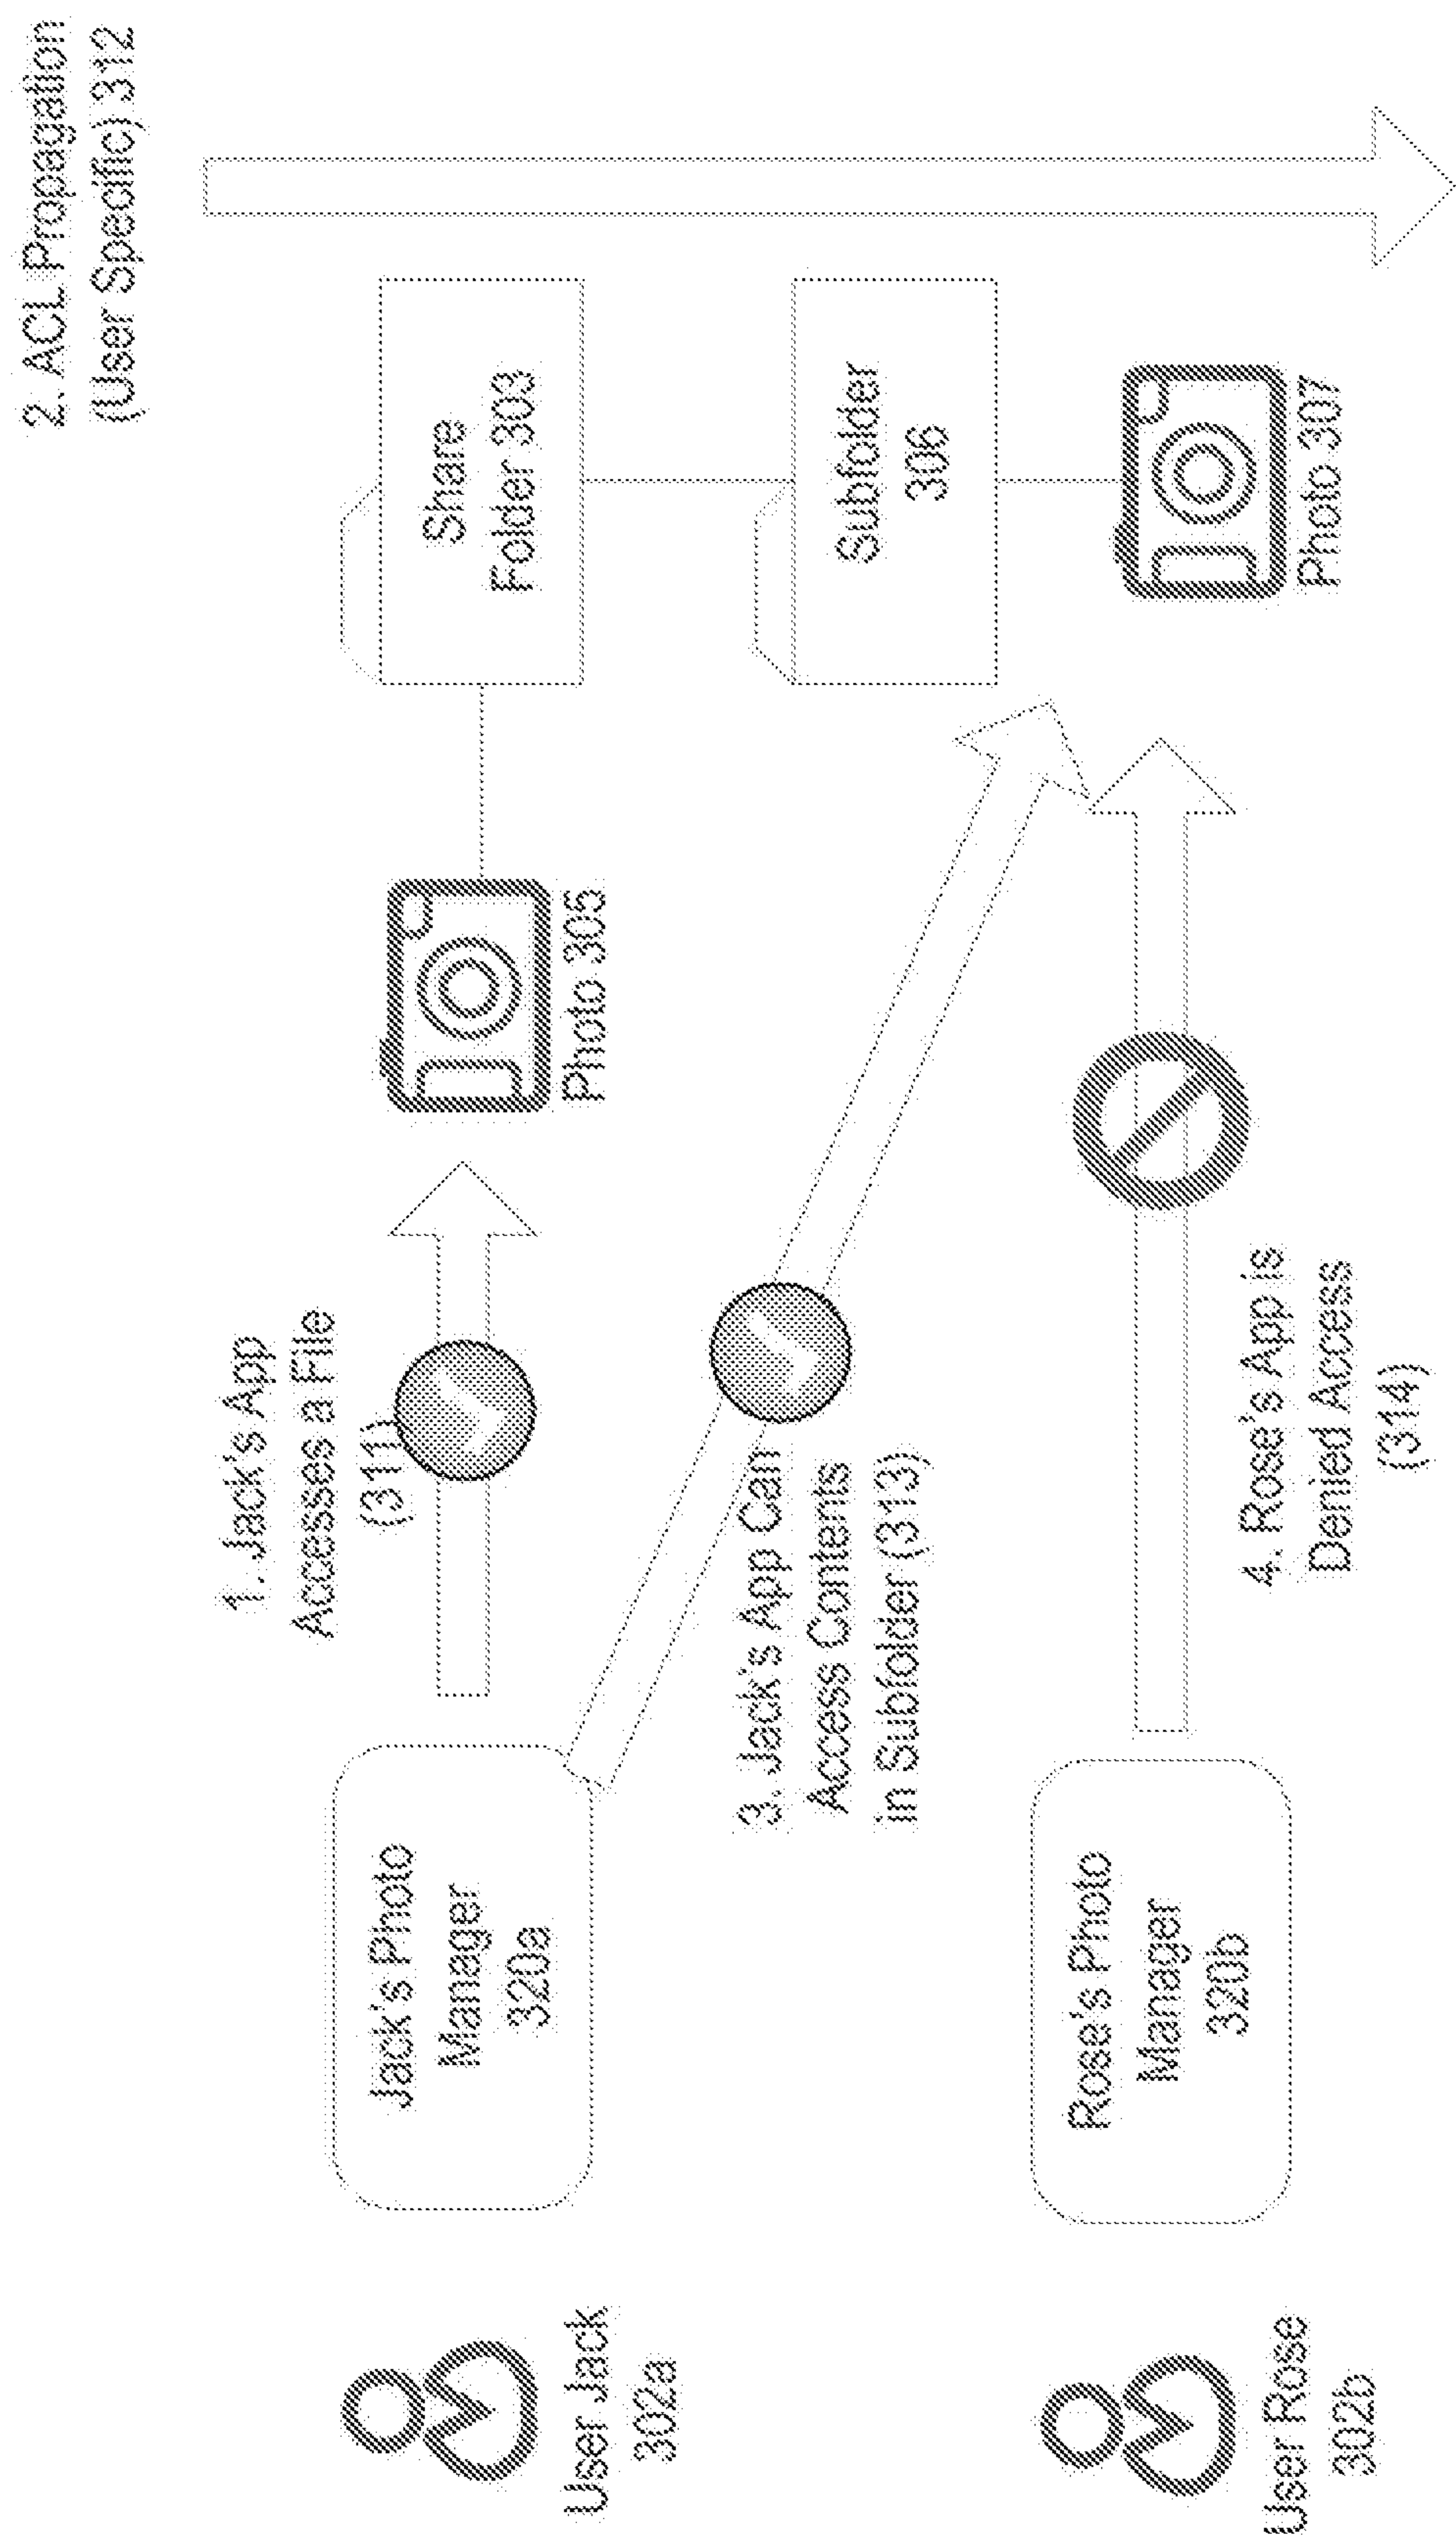 2. ACL Propagation
(User Specific) 312
1. Jack's App
Accesses a File
(311)
Share
Folder 303
Photo 305
Jack's Photo
Manager
320a
User Jack
302a
3. Jack's App Can
Access Contents
in Subfolder (313)
Subfolder
306
Photo 307
4. Rose's App is
Denied Access
(314)
Rose's Photo
Manager
320b
User Rose
302b